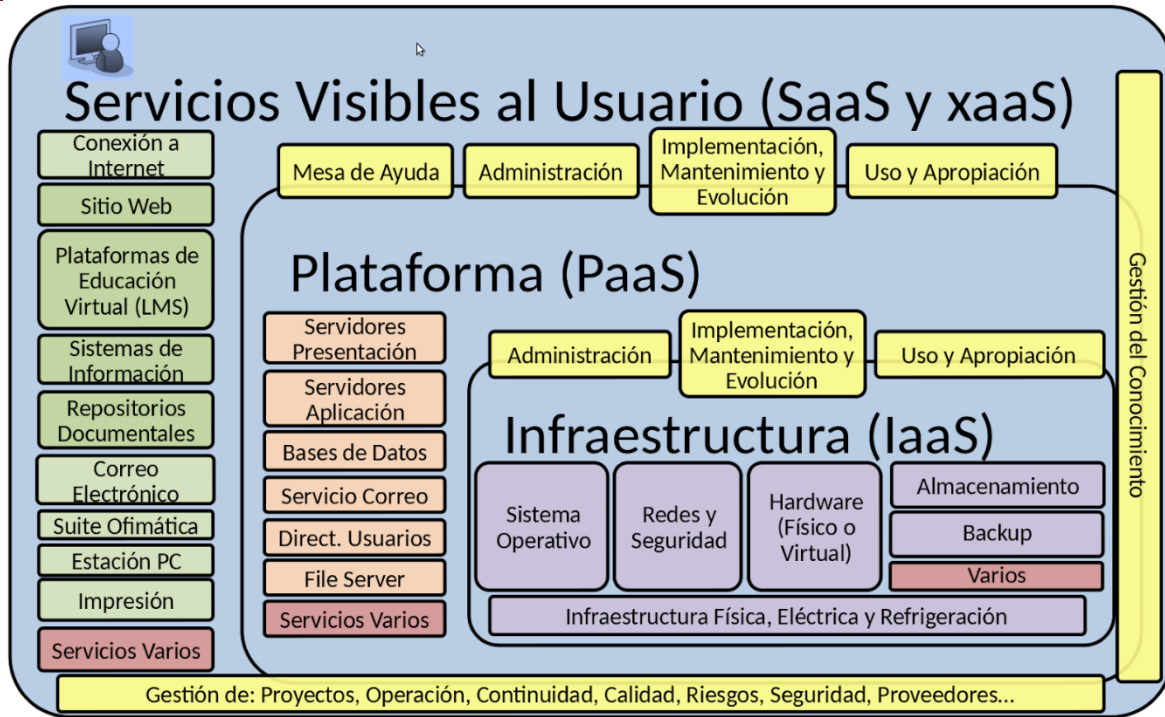 Servicios Visibles al Usuario (SaaS y xaaS)
Conexión a
Internet
Sitio Web
Plataformas de
Educación
Virtual (LMS)
Sistemas de
Información
Repositorios
Documentales
Correo
Electrónico
Suite Ofimática
Estación PC
Impresión
Servicios Varios
Mesa de Ayuda
Administración
Implementación,
Mantenimiento y
Evolución
Uso y Apropiación
Plataforma (PaaS)
Servidores
Presentación
Servidores
Aplicación
Bases de Datos
Servicio Correo
Direct. Usuarios
File Server
Servicios Varios
Administración
Implementación,
Mantenimiento y
Evolución
Uso y Apropiación
Infraestructura (IaaS)
Sistema
Operativo
Redes y
Seguridad
Hardware
(Físico o
Virtual)
Almacenamiento
Backup
Varios
Infraestructura Física, Eléctrica y Refrigeración
Gestión del Conocimiento
Gestión de: Proyectos, Operación, Continuidad, Calidad, Riesgos, Seguridad, Proveedores...